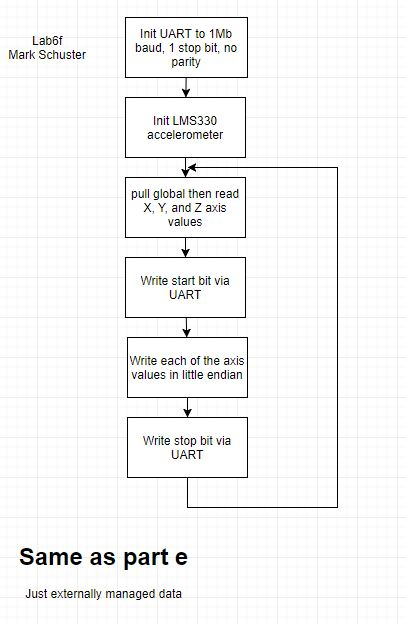 Lab6f
Mark Schuster
Init UART to 1Mb
baud, 1 stop bit, no
parity
Init LMS330
accelerometer
pull global then read
X, Y, and Z axis
values
Write start bit via
UART
Write each of the axis
values in little endian
Write stop bit via
UART
Same as part e
Just externally managed data